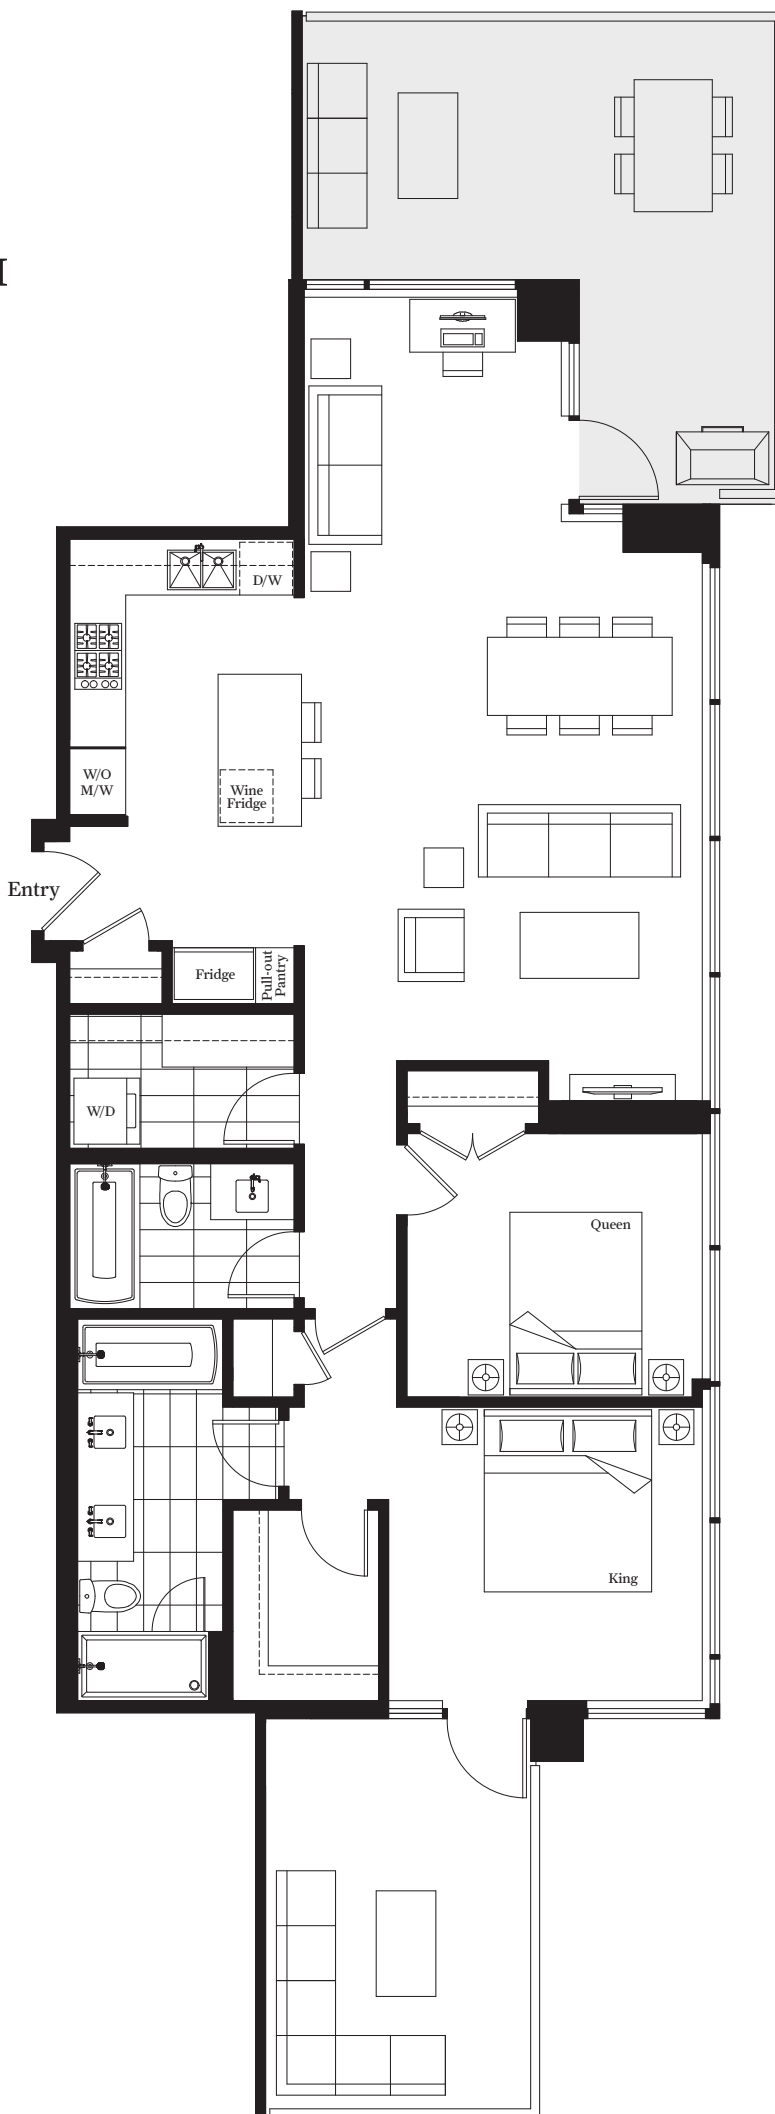 D/W
W/O
M/W
Wine
Fridge
Entry
Fridge
Pull-out
Pantry
W/D
Queen
King